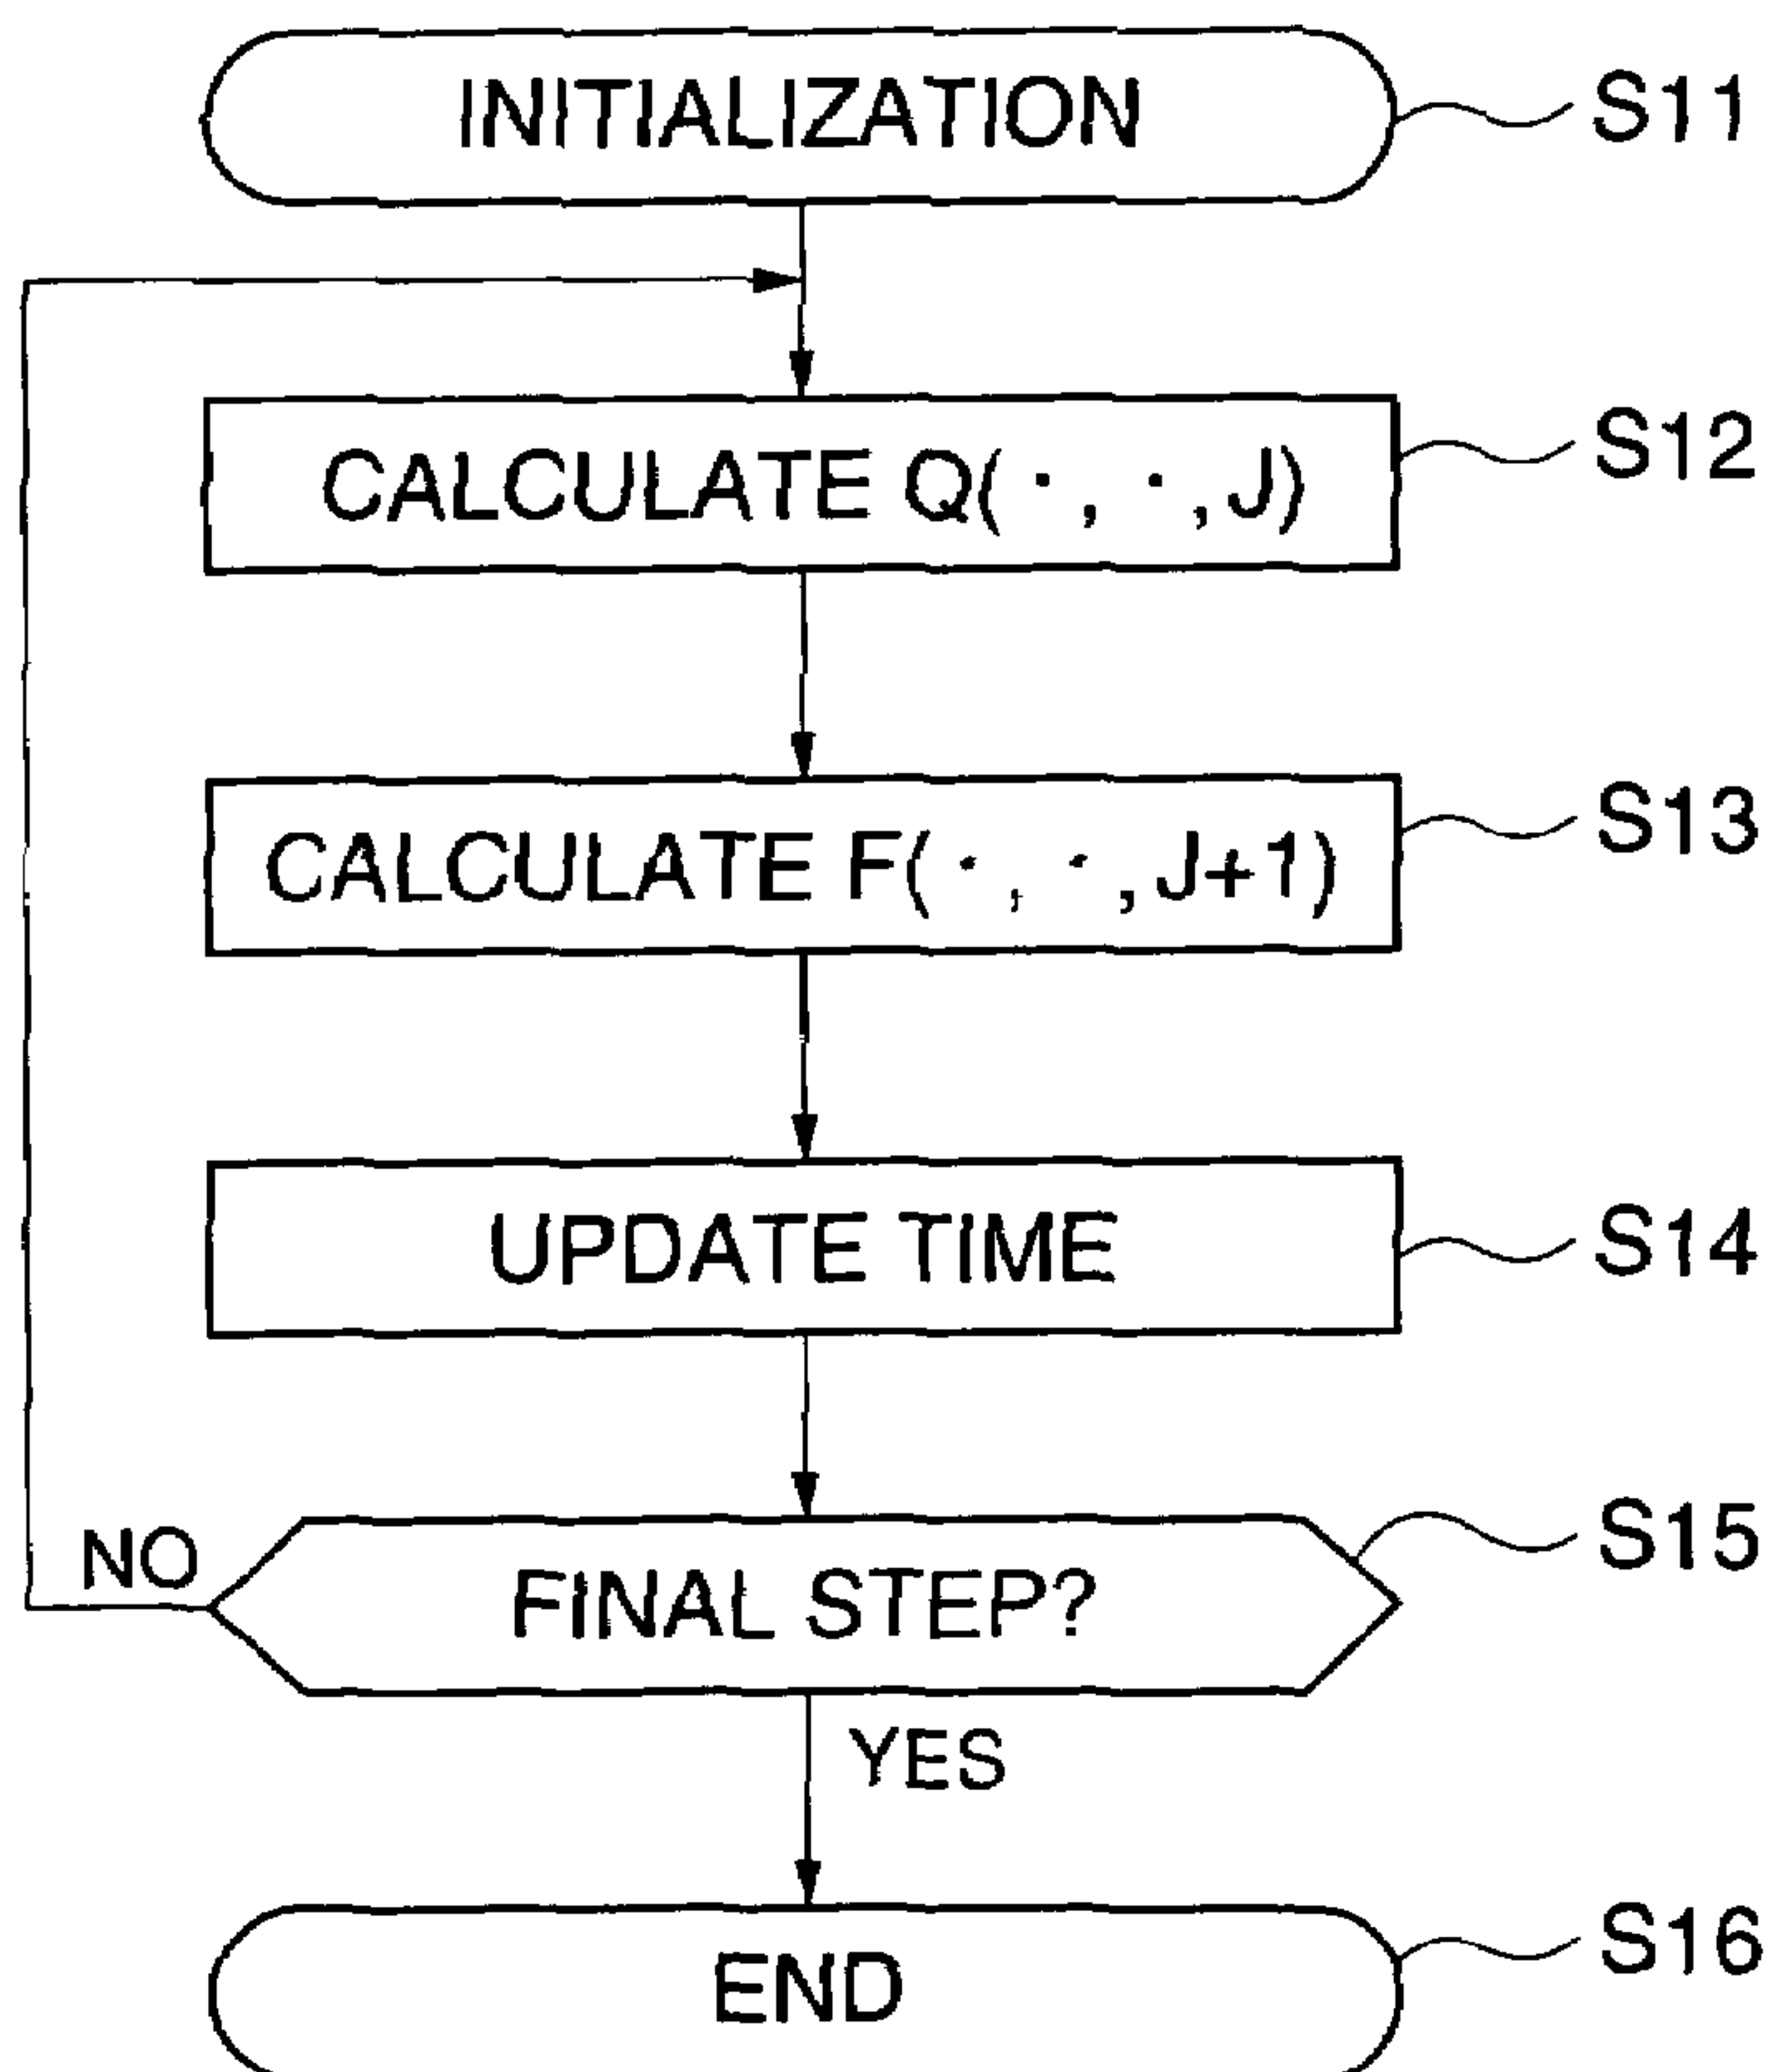 INITIALIZATION S11
CALCULATE Q( · , · ,J) S12
CALCULATE F( · , · ,J+1) S13
UPDATE TIME S14
NO
FINAL STEP? S15
YES
END S16